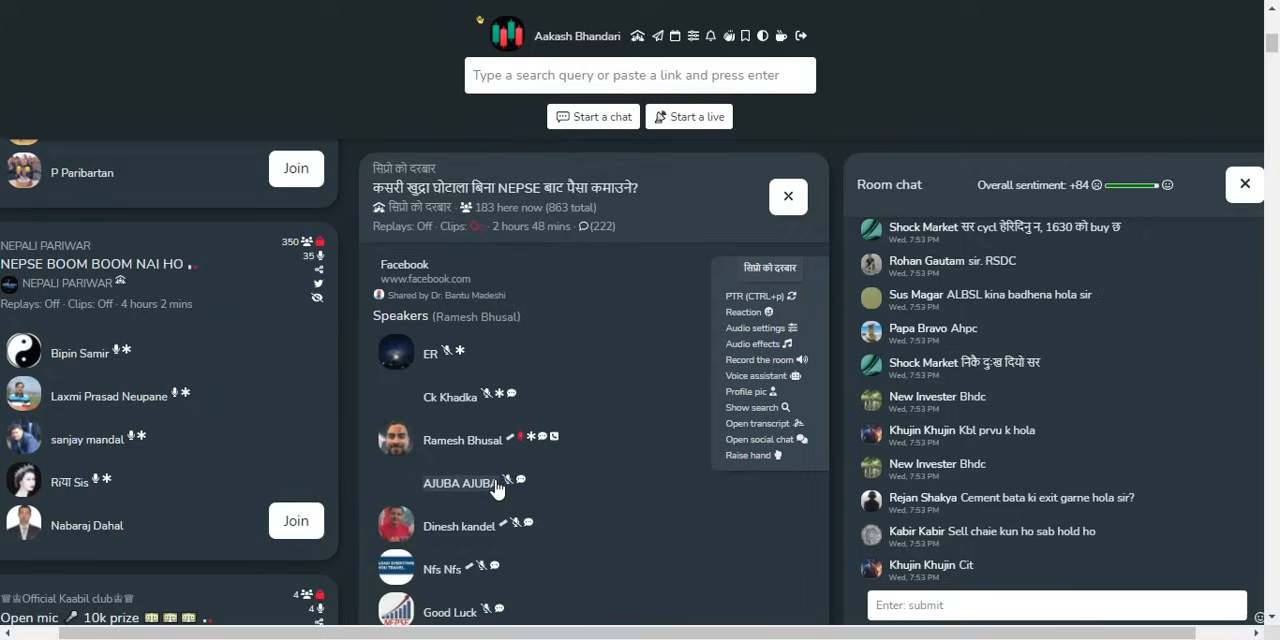 Aakash Bhandari
Type a search query or paste a link and press enter
Start a chat
Start a live
P Paribartan
Join
NEPALI PARIWAR
350
NEPSE BOOM BOOM NAI HO
35
NEPALI PARIWAR
Replays: Off · Clips: Off · 4 hours 2 mins
Bipin Samir
Laxmi Prasad Neupane
sanjay mandal
Rıया Sis
Nabaraj Dahal
Join
♕♕Official Kaabil club♕♕
4
Open mic 🎤 10k prize 💵 💵 💵
4
सिप्रो को दरबार
कसरी खुद्रा घोटाला बिना NEPSE बाट पैसा कमाउने?
सिप्रो को दरबार · 183 here now (863 total)
Replays: Off · Clips: On · 2 hours 48 mins · (222)
Facebook
www.facebook.com
Shared by Dr. Bantu Madeshi
Speakers (Ramesh Bhusal)
ER
Ck Khadka
Ramesh Bhusal
AJUBA AJUBA
Dinesh kandel
Nfs Nfs
Good Luck
सिप्रो को दरबार
PTR (CTRL+p)
Reaction
Audio settings
Audio effects
Record the room
Voice assistant
Profile pic
Show search
Open transcript
Open social chat
Raise hand
Room chat
Overall sentiment: +84
Shock Market सर cycl हेरिदिनु न, 1630 को buy छ
Wed, 7:53 PM
Rohan Gautam sir. RSDC
Wed, 7:53 PM
Sus Magar ALBSL kina badhena hola sir
Wed, 7:53 PM
Papa Bravo Ahpc
Wed, 7:53 PM
Shock Market निकै दुःख दियो सर
Wed, 7:53 PM
New Invester Bhdc
Wed, 7:53 PM
Khujin Khujin Kbl prvu k hola
Wed, 7:53 PM
New Invester Bhdc
Wed, 7:53 PM
Rejan Shakya Cement bata ki exit garne hola sir?
Wed, 7:53 PM
Kabir Kabir Sell chaie kun ho sab hold ho
Wed, 7:53 PM
Khujin Khujin Cit
Wed, 7:53 PM
Enter: submit